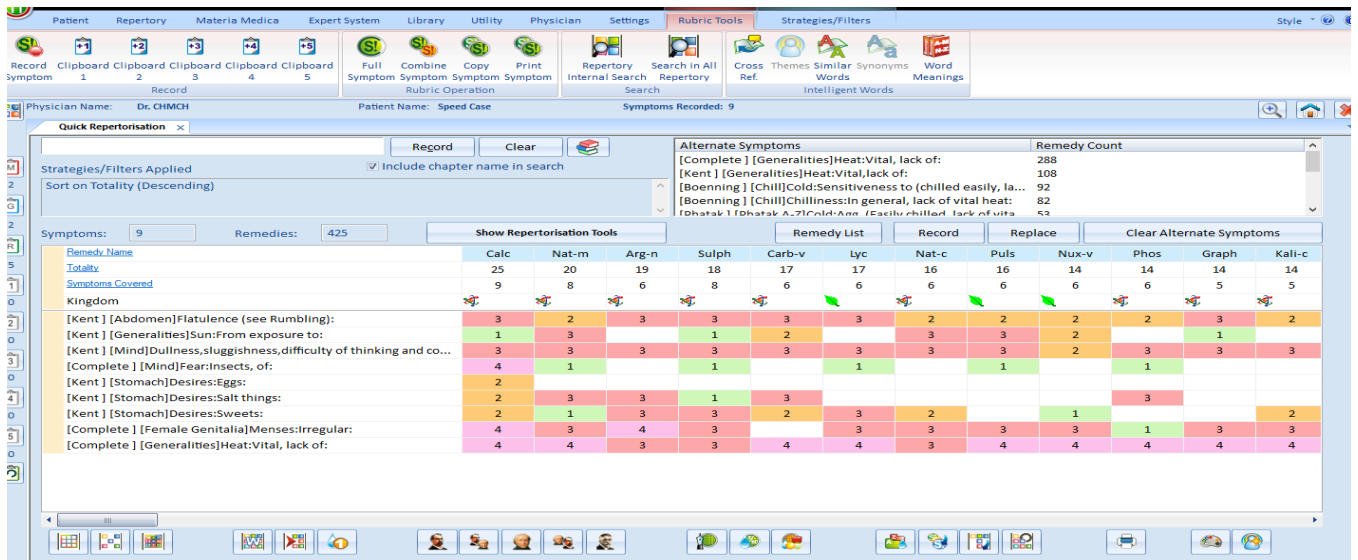 Patient Repertory Materia Medica Expert System Library Utility Physician Settings Rubric Tools Strategies/Filters Style
Record Symptom Clipboard 1 Clipboard 2 Clipboard 3 Clipboard 4 Clipboard 5 Full Symptom Combine Symptom Copy Symptom Print Symptom Repertory Internal Search Search in All Repertory Cross Ref. Themes Similar Words Synonyms Word Meanings
Record Rubric Operation Search Intelligent Words
Physician Name: Dr. CHMCH Patient Name: Speed Case Symptoms Recorded: 9
Quick Repertorisation
Record Clear
Include chapter name in search
Strategies/Filters Applied
Sort on Totality (Descending)
Alternate Symptoms Remedy Count
[Complete ] [Generalities]Heat:Vital, lack of: 288
[Kent ] [Generalities]Heat:Vital,lack of: 108
[Boenning ] [Chill]Cold:Sensitiveness to (chilled easily, la... 92
[Boenning ] [Chill]Chilliness:In general, lack of vital heat: 82
[Phatak ] [Phatak A-Z]Cold:Agg. (Easily chilled, lack of vita 53
Symptoms: 9 Remedies: 425 Show Repertorisation Tools Remedy List Record Replace Clear Alternate Symptoms
Remedy Name Calc Nat-m Arg-n Sulph Carb-v Lyc Nat-c Puls Nux-v Phos Graph Kali-c
Totality 25 20 19 18 17 17 16 16 14 14 14 14
Symptoms Covered 9 8 6 8 6 6 6 6 6 6 5 5
Kingdom
[Kent ] [Abdomen]Flatulence (see Rumbling): 3 2 3 3 3 3 2 2 2 2 3 2
[Kent ] [Generalities]Sun:From exposure to: 1 3 1 2 3 3 2 1
[Kent ] [Mind]Dullness,sluggishness,difficulty of thinking and co... 3 3 3 3 3 3 3 3 2 3 3 3
[Complete ] [Mind]Fear:Insects, of: 4 1 1 1 1 1
[Kent ] [Stomach]Desires:Eggs: 2
[Kent ] [Stomach]Desires:Salt things: 2 3 3 1 3 3
[Kent ] [Stomach]Desires:Sweets: 2 1 3 3 2 3 2 1 2
[Complete ] [Female Genitalia]Menses:Irregular: 4 3 4 3 3 3 3 3 1 3 3
[Complete ] [Generalities]Heat:Vital, lack of: 4 4 3 3 4 4 3 4 4 4 4 4